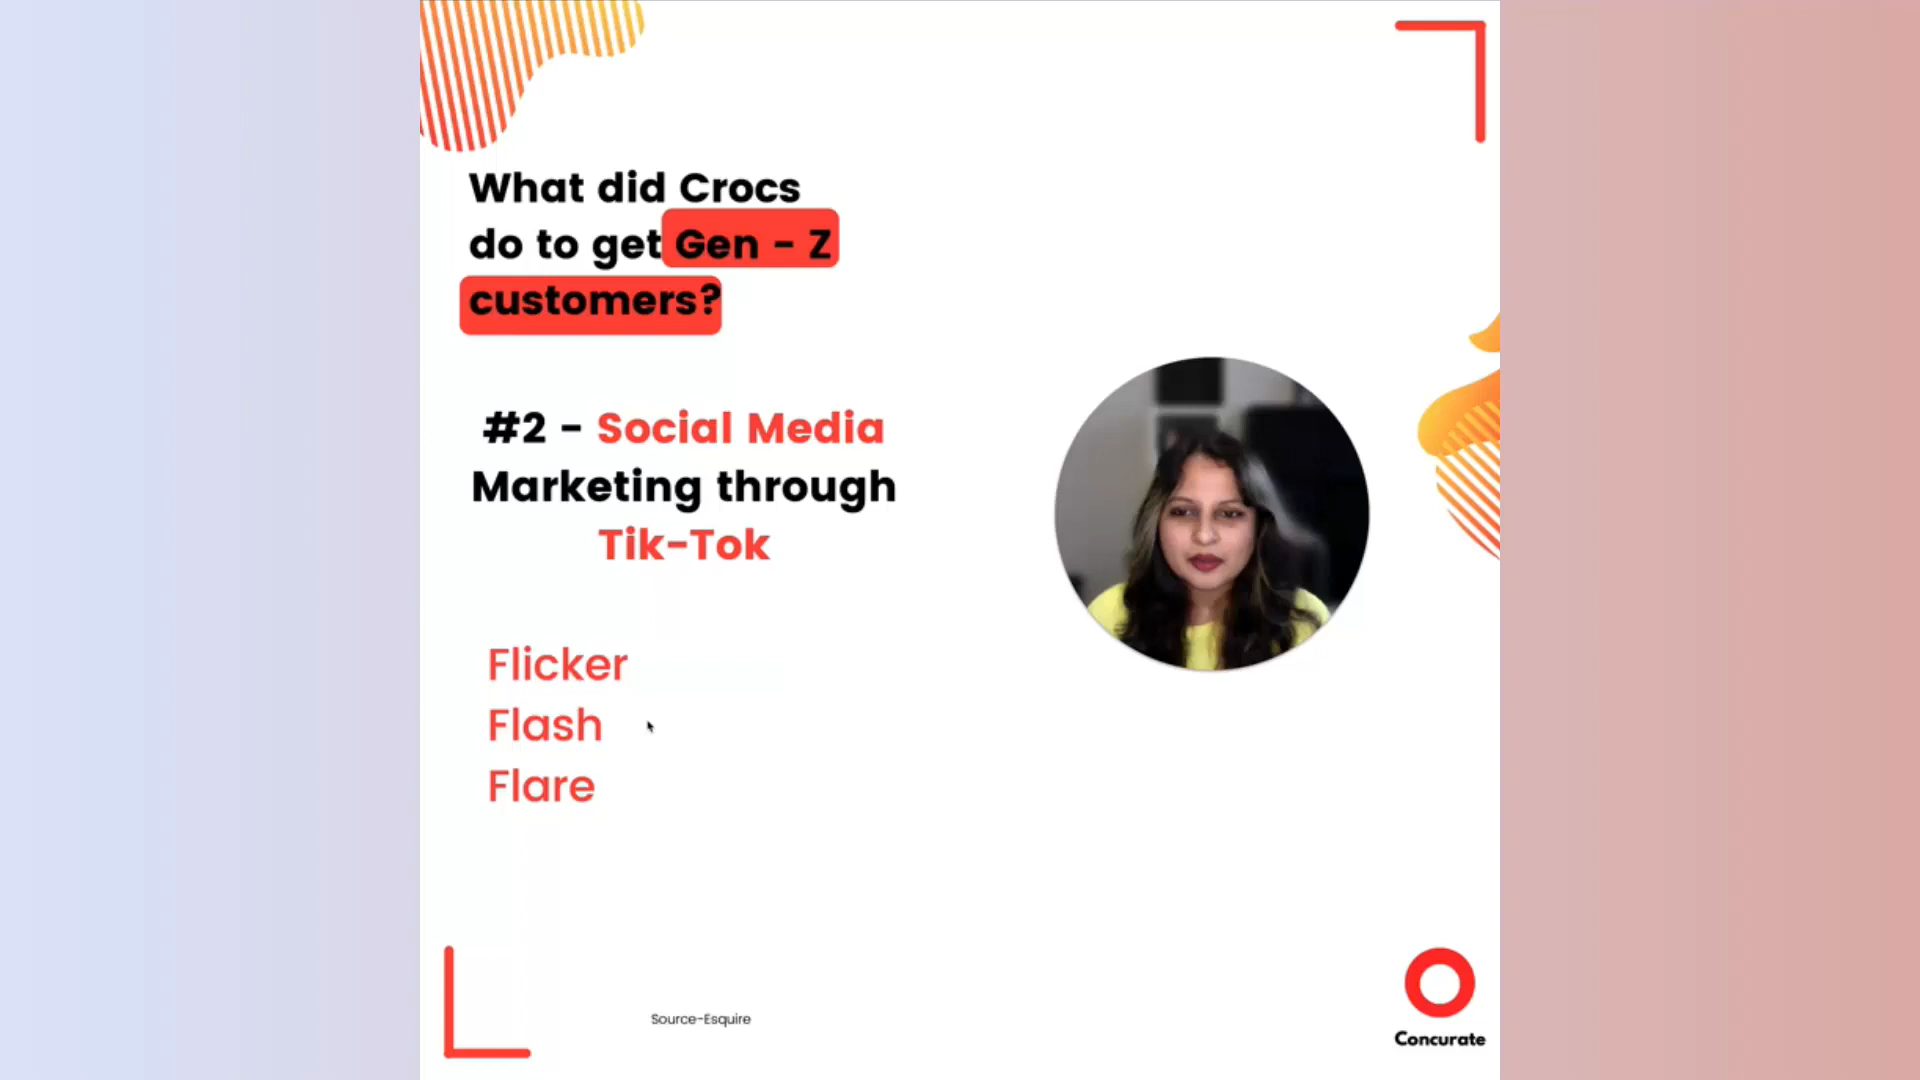 What did Crocs
do to get Gen - Z
customers?
#2 - Social Media
Marketing through
Tik-Tok
Flicker
Flash
Flare
Source-Esquire
Concurate